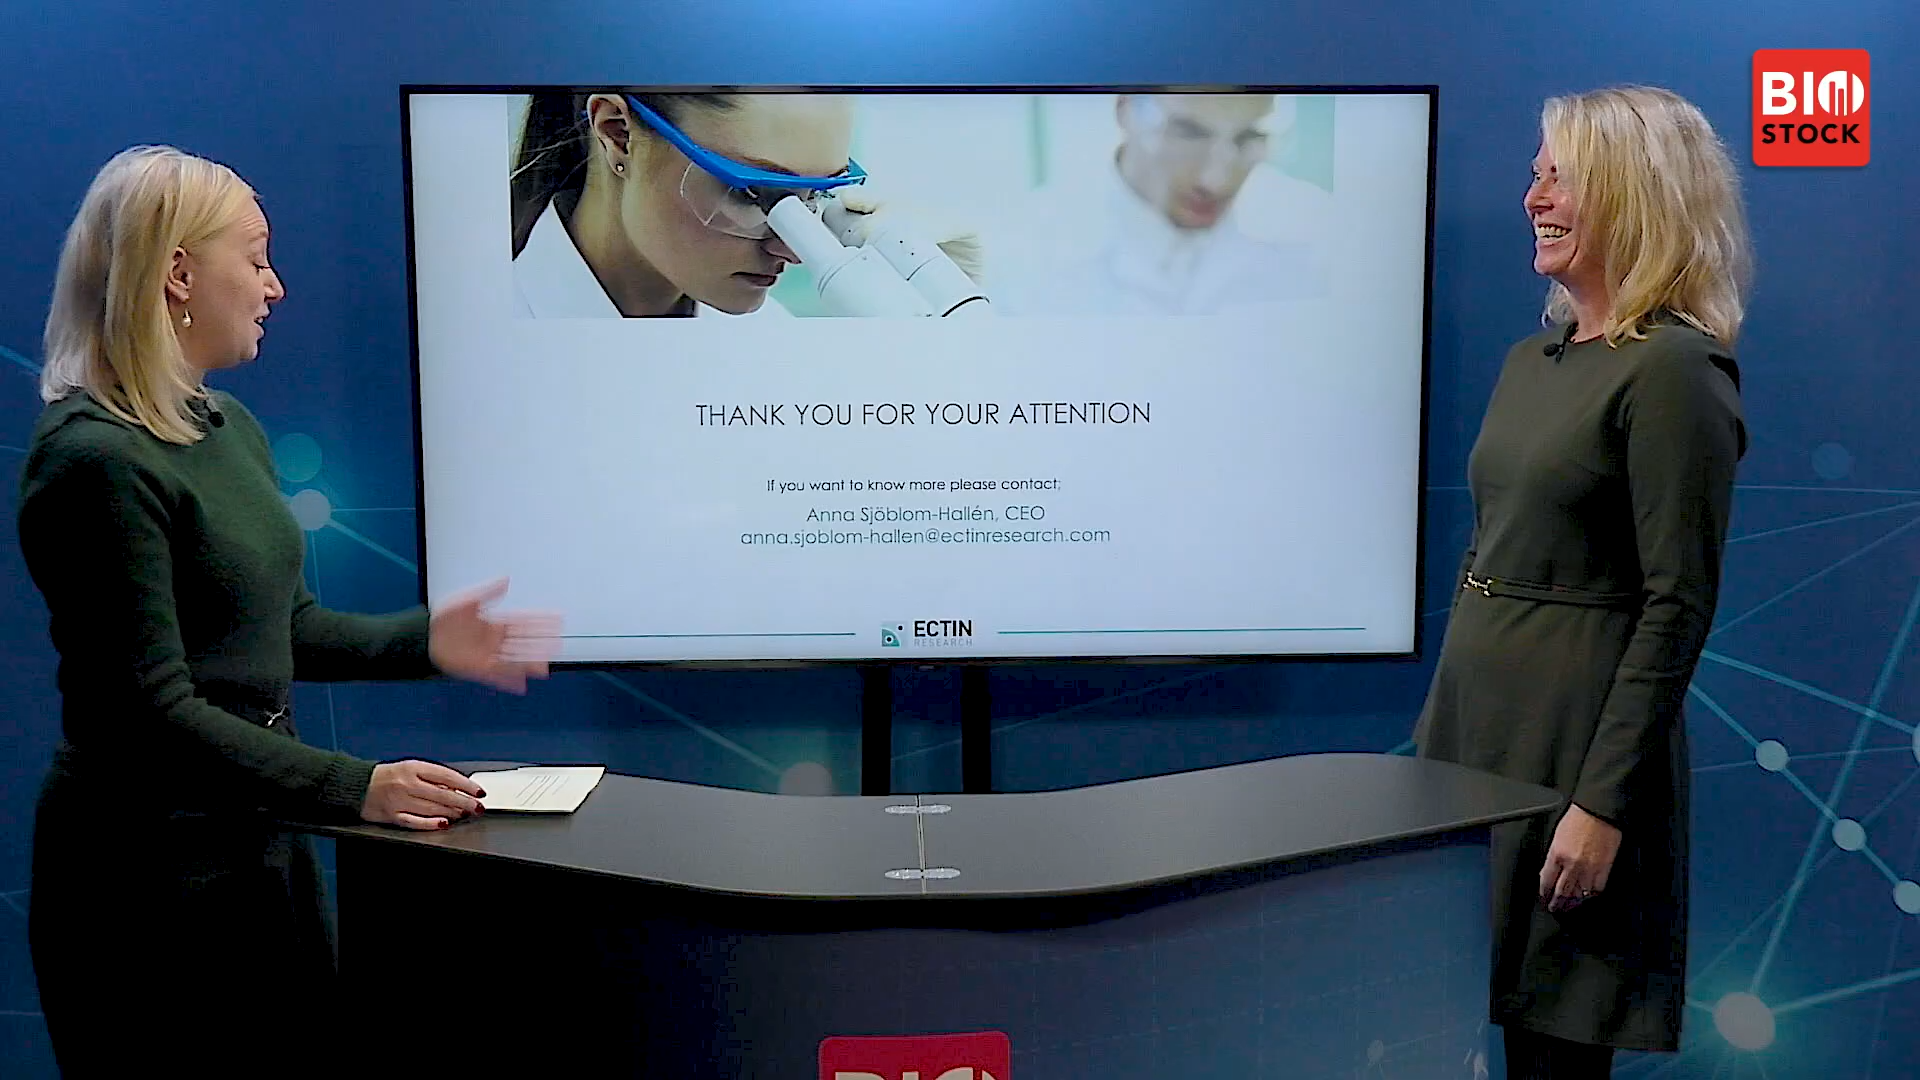 BIO
STOCK
THANK YOU FOR YOUR ATTENTION
If you want to know more please contact;
Anna Sjöblom-Hallén, CEO
anna.sjoblom-hallen@ectinresearch.com
ECTIN
RESEARCH
BIO